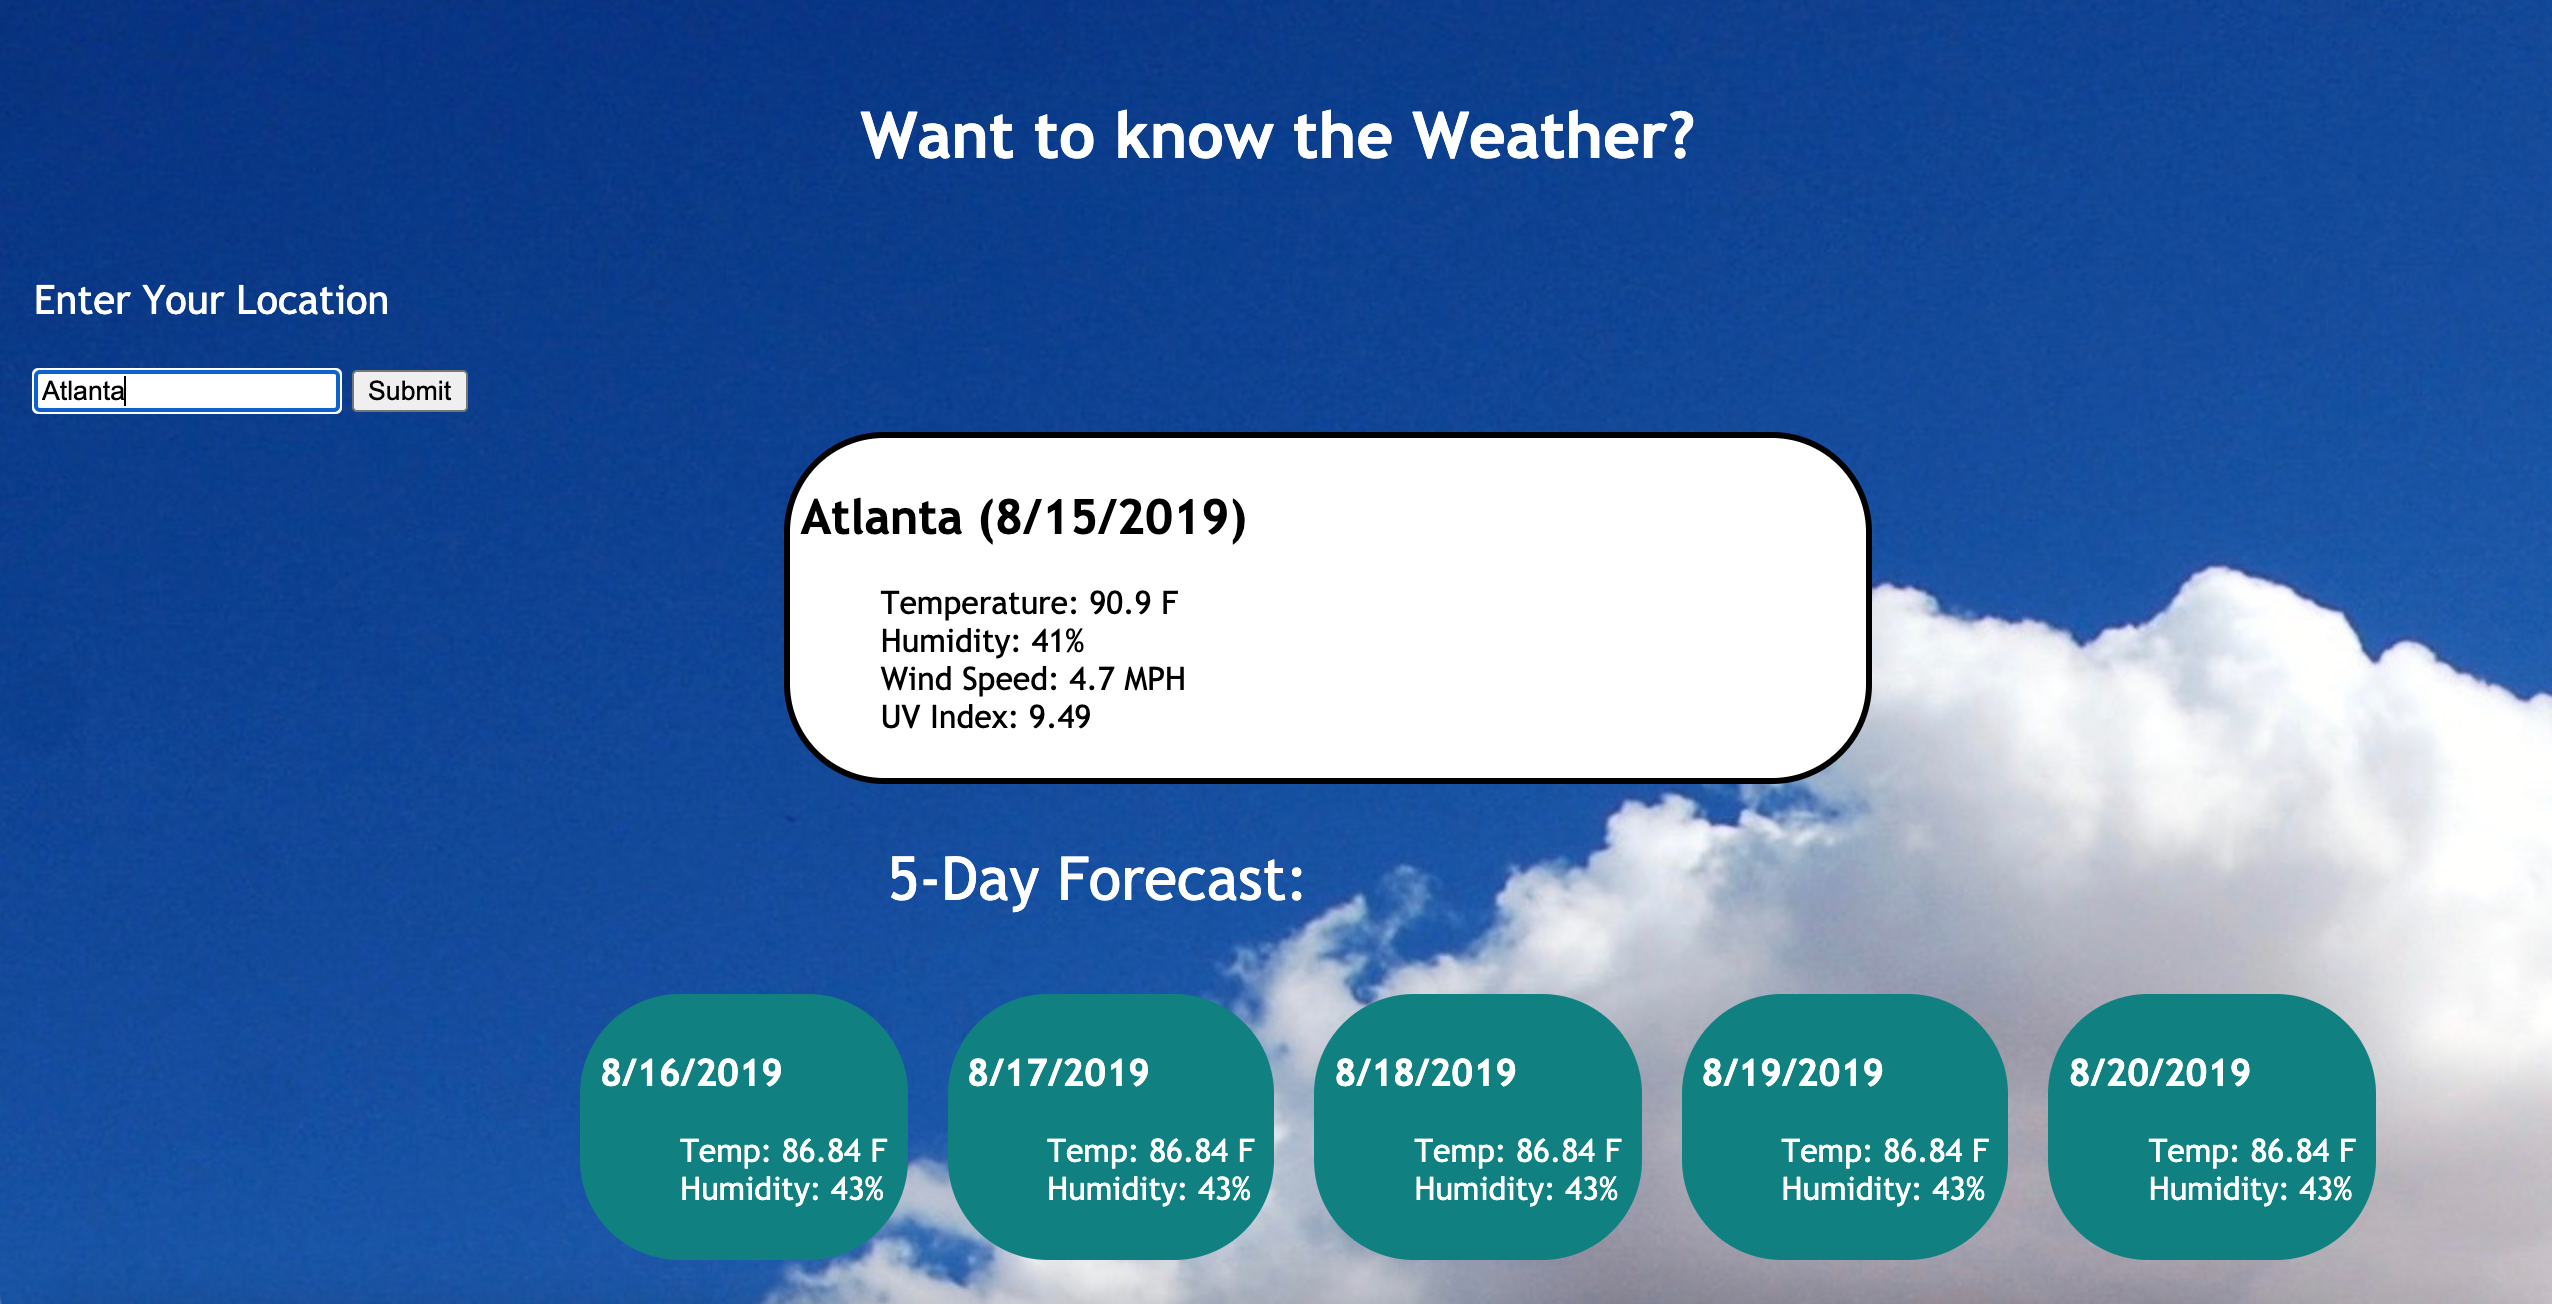 Want to know the Weather?
Enter Your Location
Atlanta
Submit
Atlanta (8/15/2019)
Temperature: 90.9 F
Humidity: 41%
Wind Speed: 4.7 MPH
UV Index: 9.49
5-Day Forecast:
8/16/2019
Temp: 86.84 F
Humidity: 43%
8/17/2019
Temp: 86.84 F
Humidity: 43%
8/18/2019
Temp: 86.84 F
Humidity: 43%
8/19/2019
Temp: 86.84 F
Humidity: 43%
8/20/2019
Temp: 86.84 F
Humidity: 43%